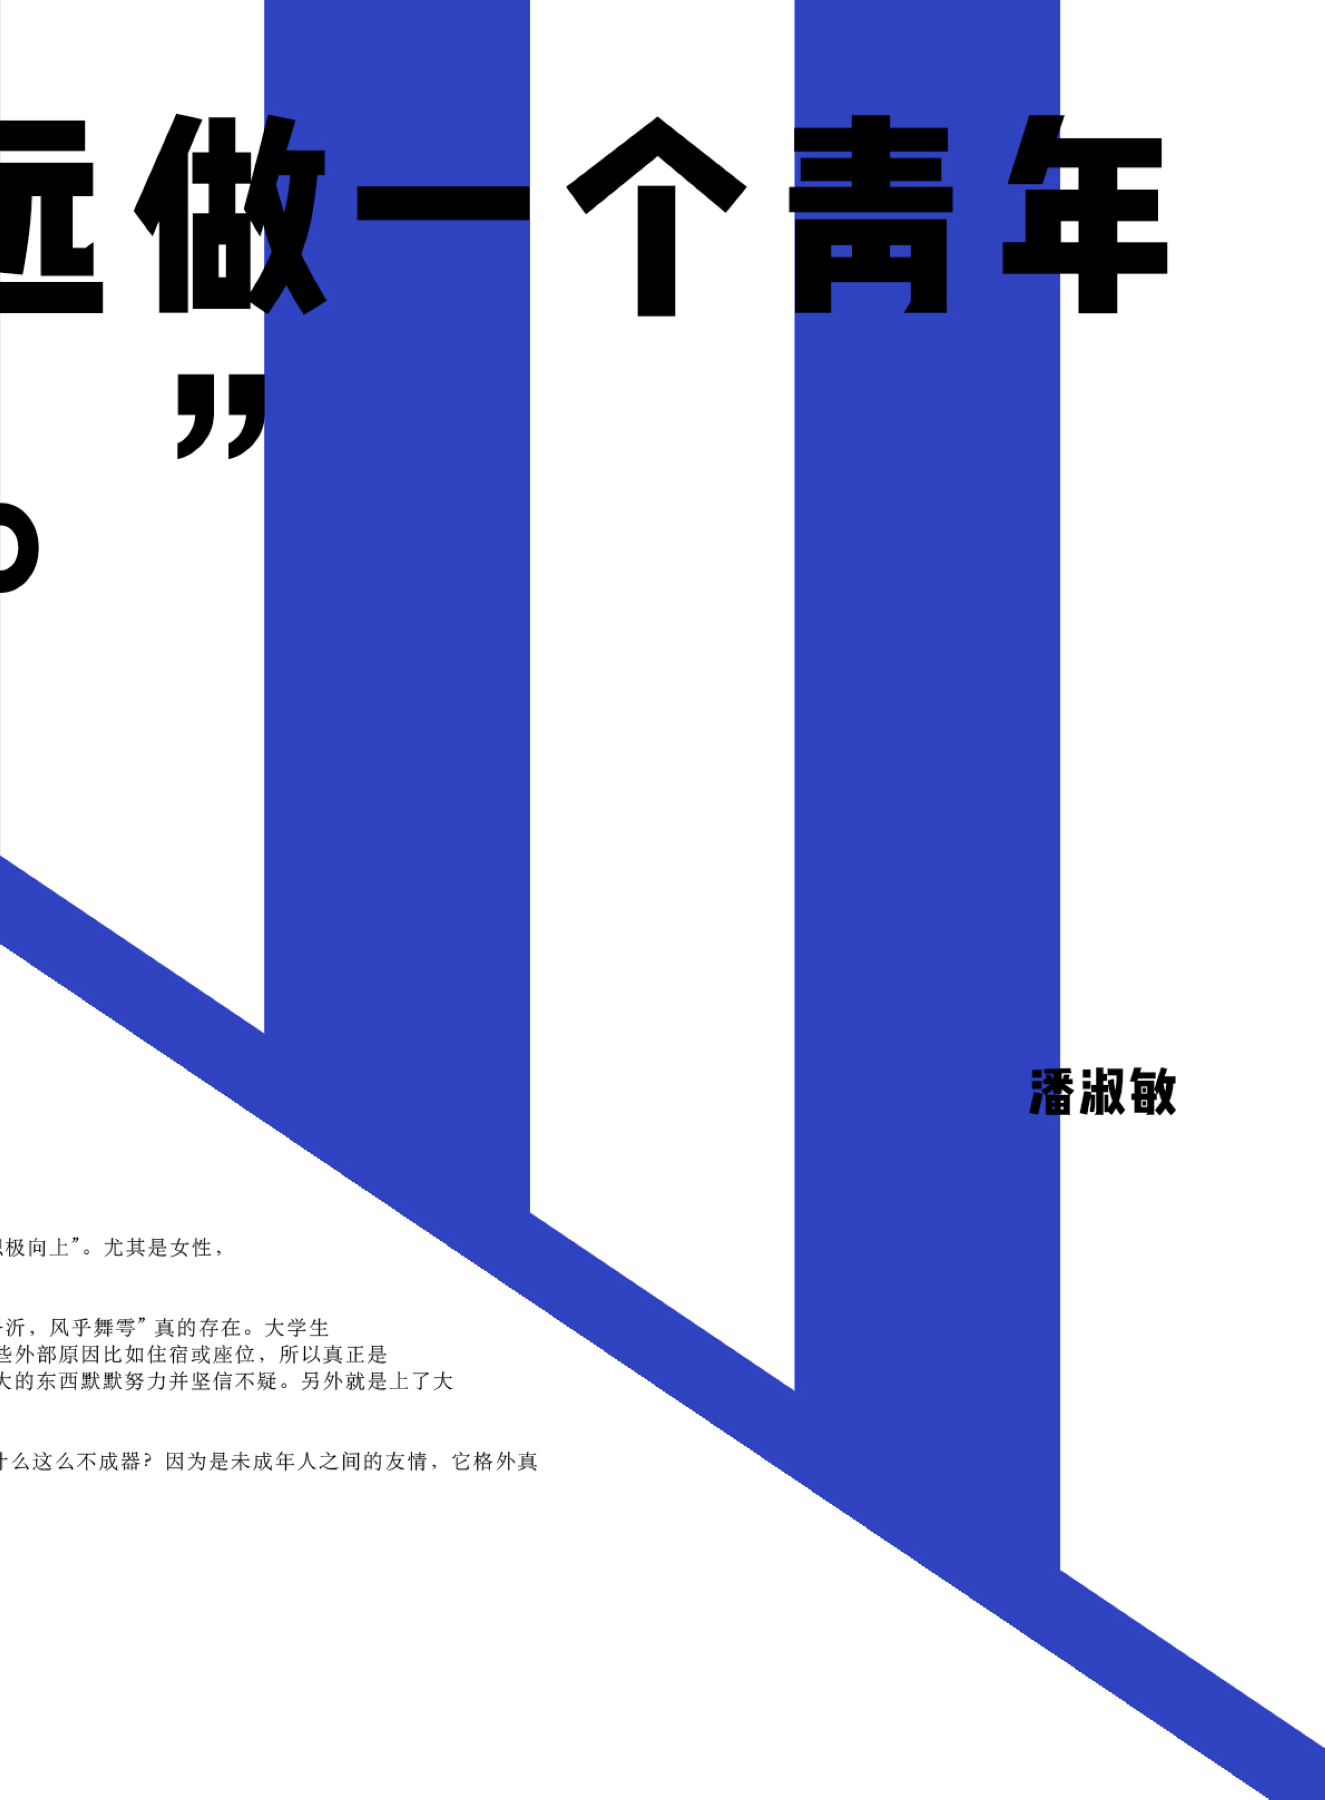 远做一个青年
”
。
潘淑敏
极向上”。尤其是女性，
沂，风乎舞雩” 真的存在。大学生
些外部原因比如住宿或座位，所以真正是
大的东西默默努力并坚信不疑。另外就是上了大
什么这么不成器？因为是未成年人之间的友情，它格外真